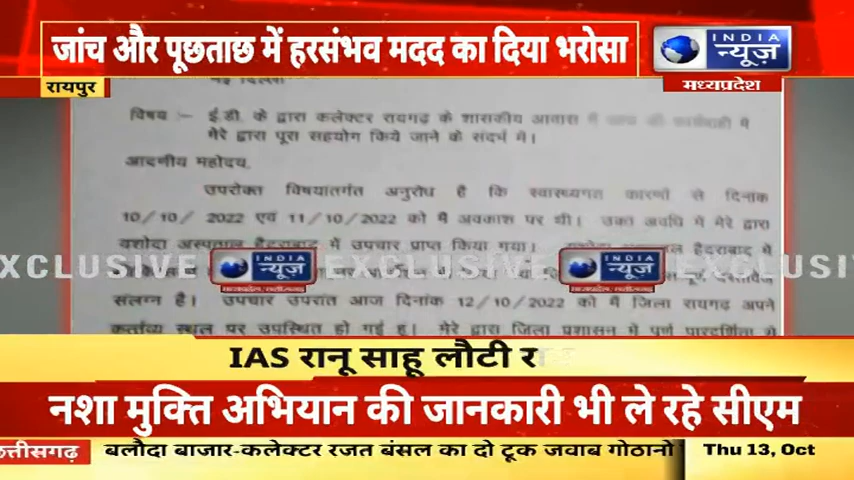 जांच और पूछताछ में हरसंभव मदद का दिया भरोसा
INDIA
न्यूज़
मध्यप्रदेश
रायपुर
विषय :- ई.डी. के द्वारा कलेक्टर रायगढ़ के शासकीय आवास में
मेरे द्वारा पूरा सहयोग किये जाने के संदर्भ में।
आदणीय महोदय,
उपरोक्त विषयांतर्गत अनुरोध है कि स्वास्थ्यगत कारणों से दिनांक
10/10/ 2022 एवं 11/10/2022 को मैं अवकाश पर थी। उक्त अवधि में मेरे द्वारा
यशोदा अस्पताल हैदराबाद में उपचार प्राप्त किया गया। हैदराबाद में
EXCLUSIVE
INDIA
न्यूज़
INDIA
न्यूज़
EXCLUSIVE
संलग्न है। उपचार उपरांत आज दिनांक 12/10/2022 को मैं जिला रायगढ़ अपने
कर्तव्य स्थल पर उपस्थित हो गई हूं। मेरे द्वारा जिला प्रशासन में पूर्ण पारदर्शिता से
IAS रानू साहू लौटी
नशा मुक्ति अभियान की जानकारी भी ले रहे सीएम
छत्तीसगढ़
बलौदा बाजार-कलेक्टर रजत बंसल का दो टूक जवाब गोठानो
Thu 13, Oct